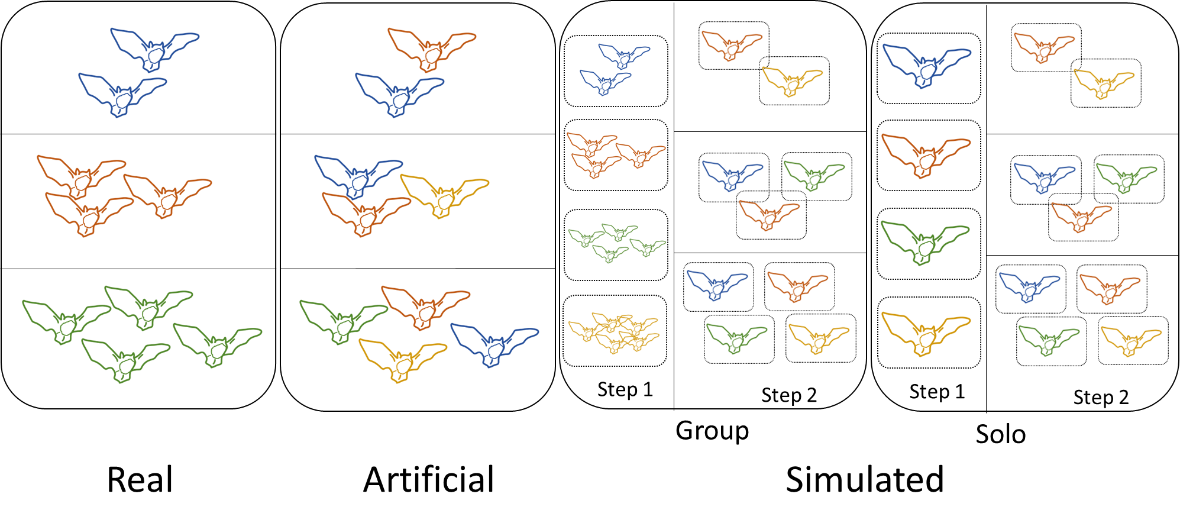 Step 1
Step 2
Step 1
Step 2
Group
Solo
Real
Artificial
Simulated